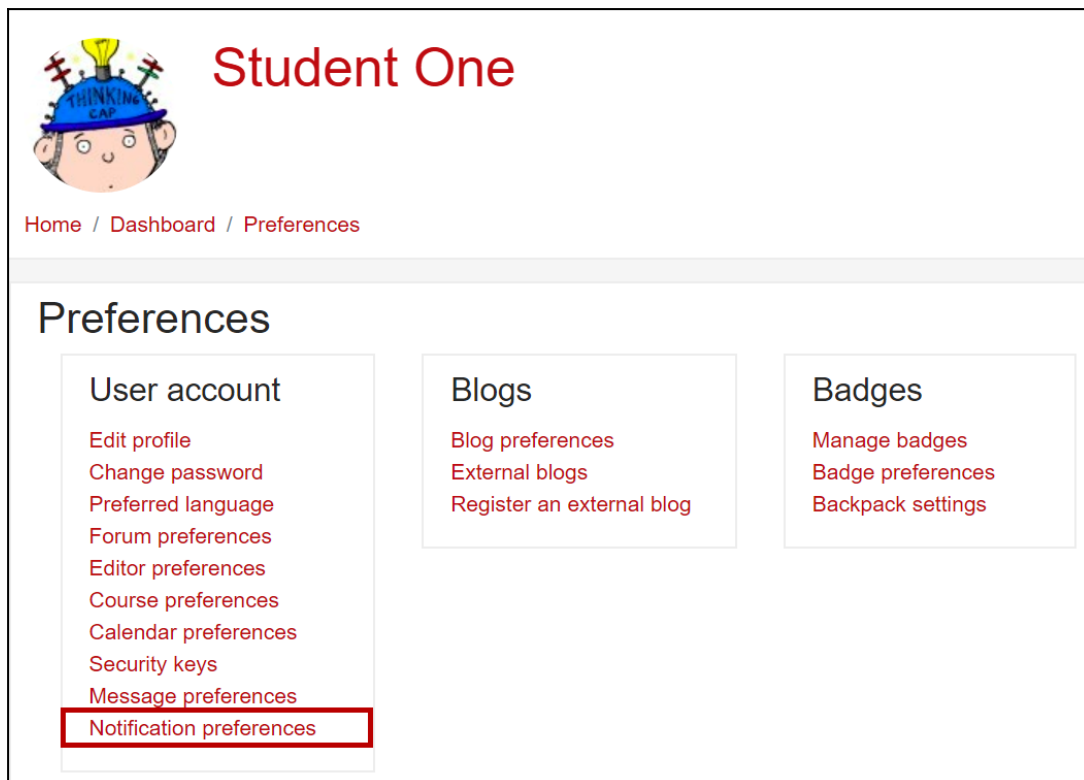 THINKING
CAP
Student One
Home / Dashboard / Preferences
Preferences
User account
Edit profile
Change password
Preferred language
Forum preferences
Editor preferences
Course preferences
Calendar preferences
Security keys
Message preferences
Notification preferences
Blogs
Blog preferences
External blogs
Register an external blog
Badges
Manage badges
Badge preferences
Backpack settings